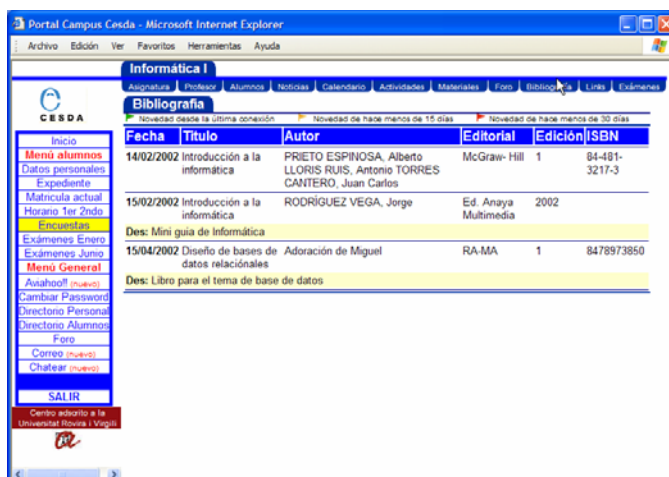 Portal Campus Cesda - Microsoft Internet Explorer
Archivo Edición Ver Favoritos Herramientas Ayuda
Informática I
Asignatura Profesor Alumnos Noticias Calendario Actividades Materiales Foro Bibliografía Links Exámenes
Bibliografía
Novedad desde la última conexión Novedad de hace menos de 15 días Novedad de hace menos de 30 días
CESDA
Inicio
Menú alumnos
Datos personales
Expediente
Matricula actual
Horario 1er 2ndo
Encuestas
Exámenes Enero
Exámenes Junio
Menú General
Aviahoo!! (nuevo)
Cambiar Password
Directorio Personal
Directorio Alumnos
Foro
Correo (nuevo)
Chatear (nuevo)
SALIR
Centro adscrito a la
Universitat Rovira i Virgili
Fecha Titulo Autor Editorial Edición ISBN
14/02/2002 Introducción a la PRIETO ESPINOSA, Alberto McGraw- Hill 1 84-481-
informática LLORIS RUIS, Antonio TORRES 3217-3
CANTERO, Juan Carlos
15/02/2002 Introducción a la RODRÍGUEZ VEGA, Jorge Ed. Anaya 2002
informática Multimedia
Des: Mini guia de Informática
15/04/2002 Diseño de bases de Adoración de Miguel RA-MA 1 8478973850
datos relaciónales
Des: Libro para el tema de base de datos